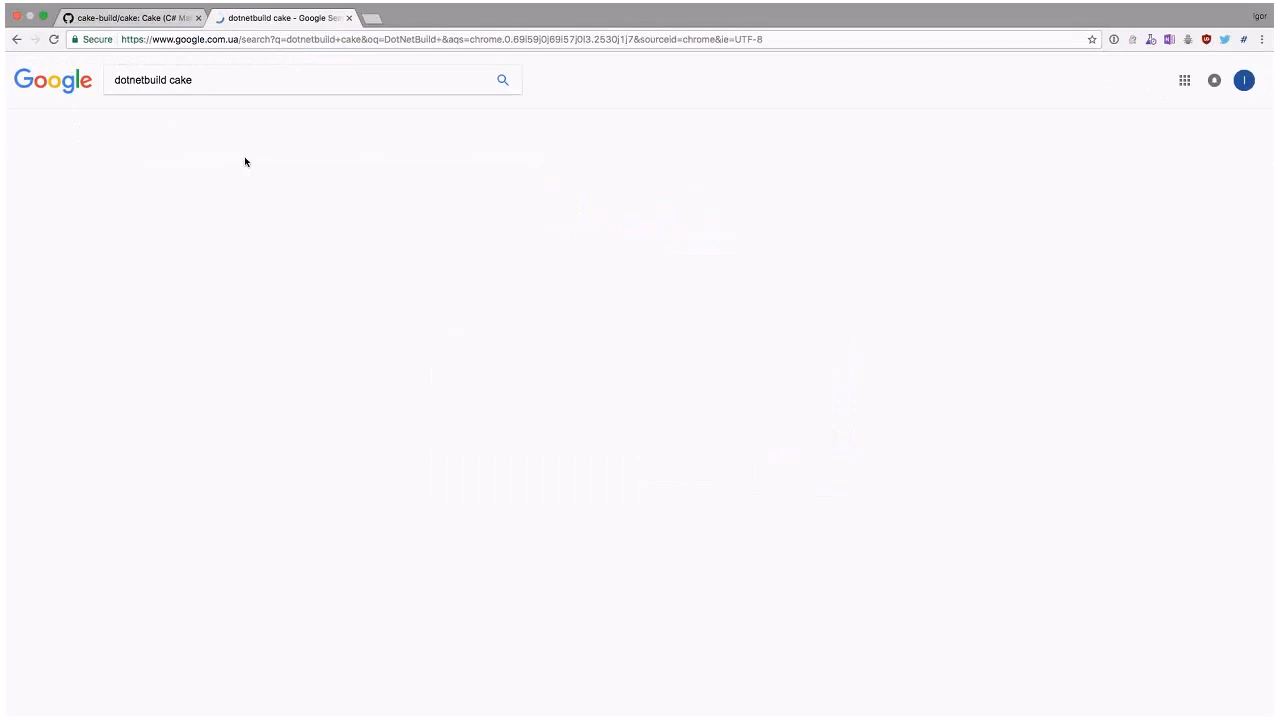 cake-build/cake: Cake (C# Ma
dotnetbuild cake - Google Sea
Igor
Secure
https://www.google.com.ua/search?q=dotnetbuild+cake&oq=DotNetBuild+&aqs=chrome.0.69i59j0j69i57j0l3.2530j1j7&sourceid=chrome&ie=UTF-8
Google
dotnetbuild cake
I